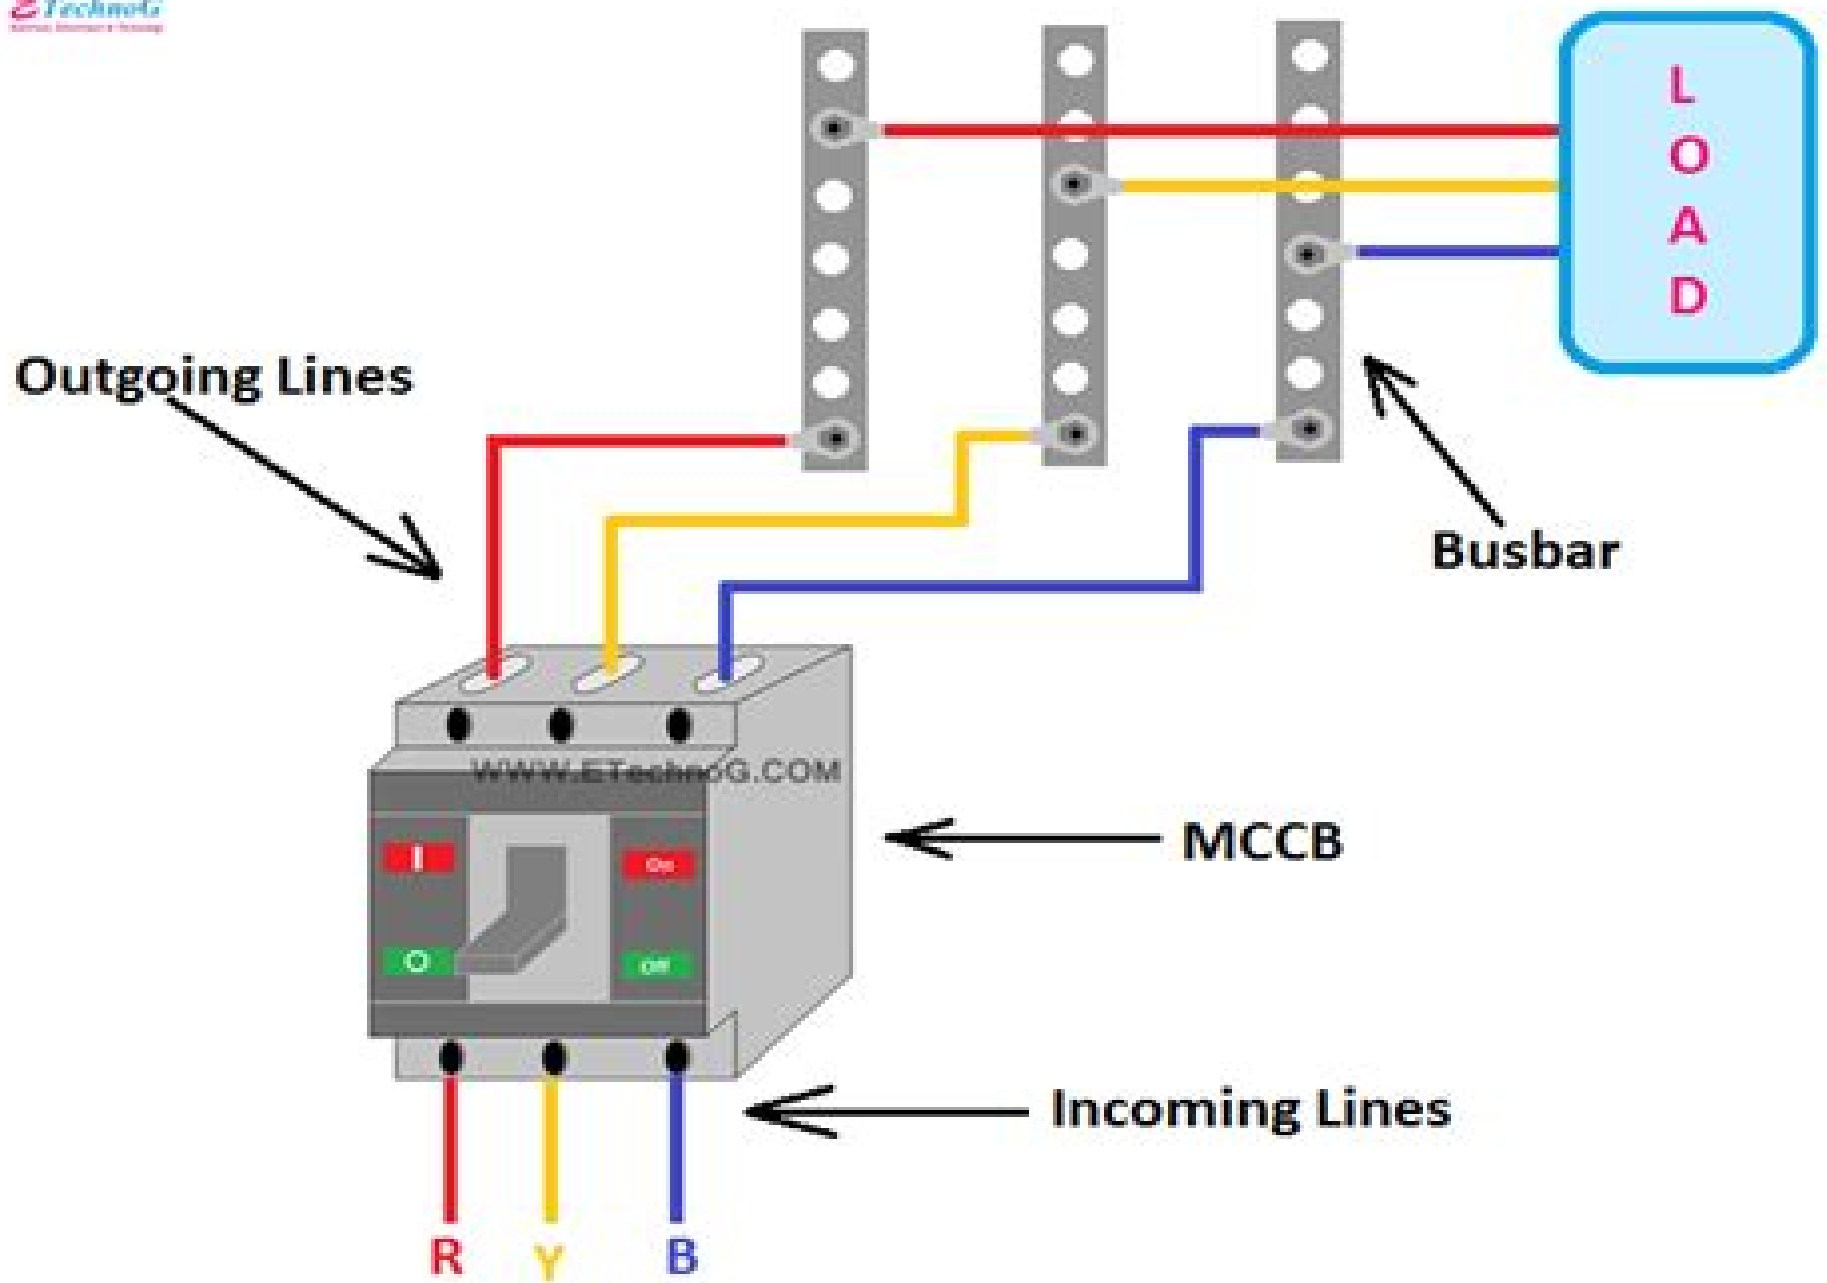 ETechnoG
L
O
A
D
Outgoing Lines
Busbar
WWW.ETechnoG.COM
I
On
MCCB
O
Off
Incoming Lines
R
Y
B